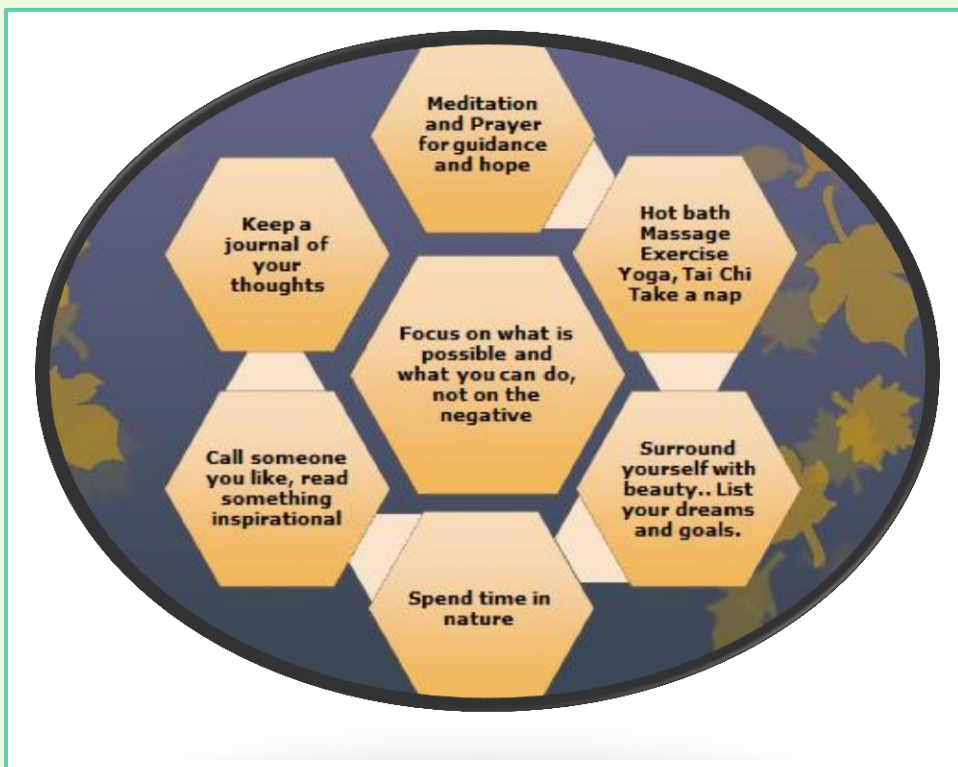 Meditation
and Prayer
for guidance
and hope
Hot bath
Massage
Exercise
Yoga, Tai Chi
Take a nap
Surround
yourself with
beauty.. List
your dreams
and goals.
Spend time in
nature
Call someone
you like, read
something
inspirational
Keep a
journal of
your
thoughts
Focus on what is
possible and
what you can do,
not on the
negative